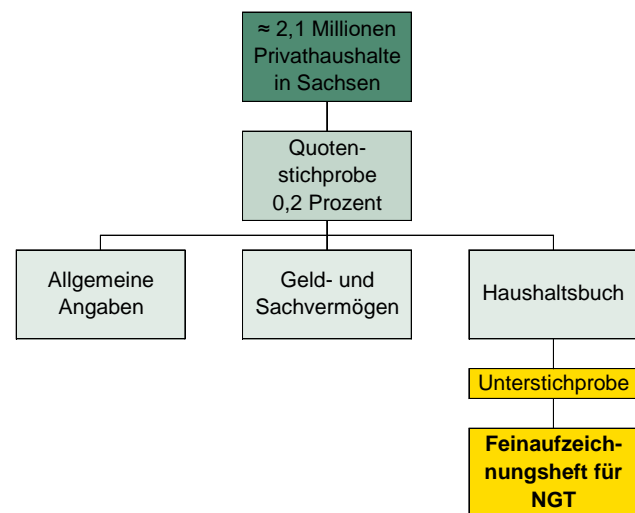 ≈ 2,1 Millionen
Privathaushalte
in Sachsen
Quoten-
stichprobe
0,2 Prozent
Allgemeine
Angaben
Geld- und
Sachvermögen
Haushaltsbuch
Unterstichprobe
Feinaufzeich-
nungsheft für
NGT